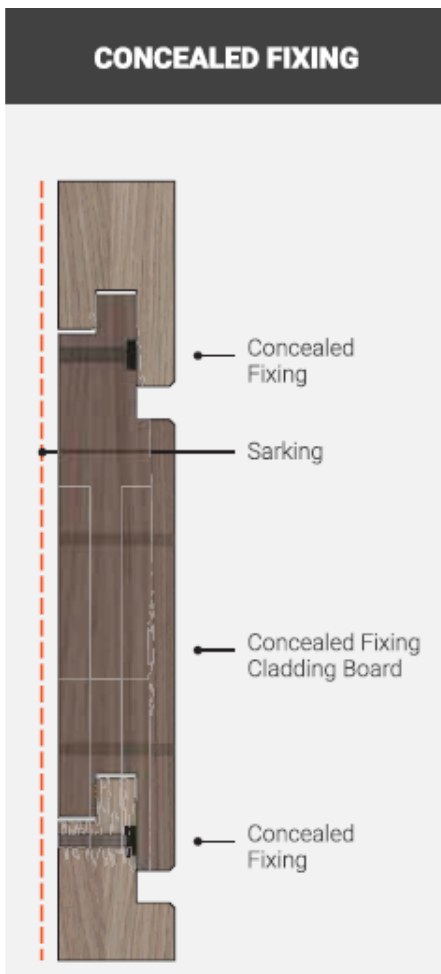 CONCEALED FIXING
Concealed
Fixing
Sarking
Concealed Fixing
Cladding Board
Concealed
Fixing